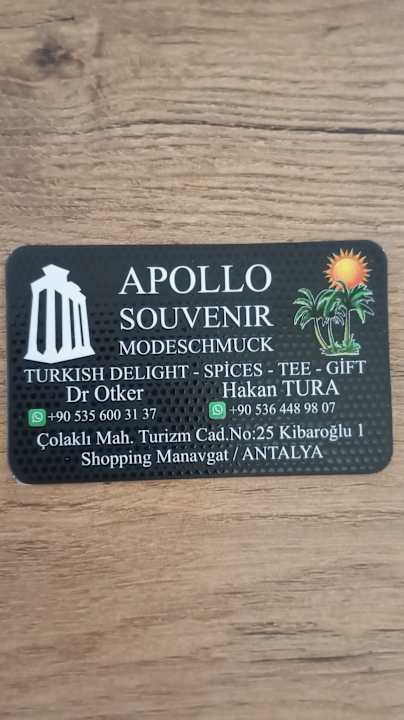 APOLLO
SOUVENIR
MODESCHMUCK
TURKISH DELIGHT - SPİCES - TEE - GİFT
Dr Otker Hakan TURA
+90 535 600 31 37 +90 536 448 98 07
Çolaklı Mah. Turizm Cad.No:25 Kibaroğlu 1
Shopping Manavgat / ANTALYA